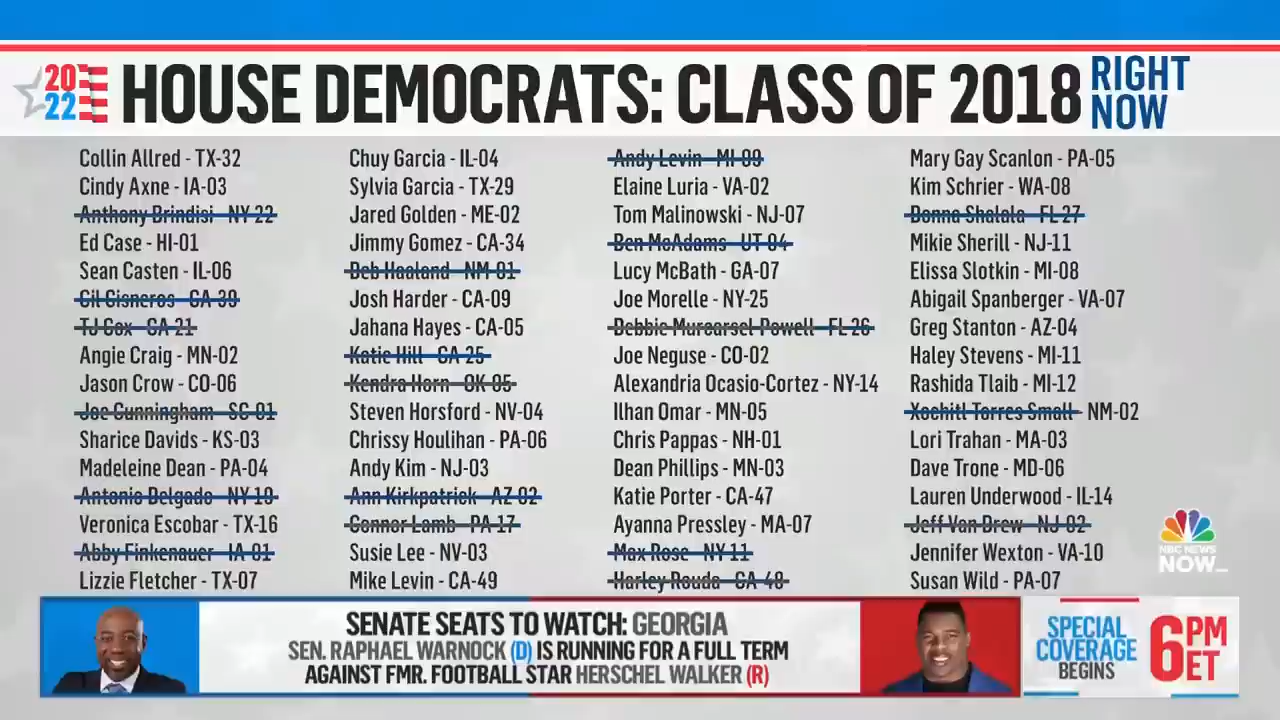 2022 HOUSE DEMOCRATS: CLASS OF 2018 RIGHT NOW
Collin Allred - TX-32
Cindy Axne - IA-03
Anthony Brindisi - NY-22
Ed Case - HI-01
Sean Casten - IL-06
Gil Cisneros - CA-39
TJ Cox - CA-21
Angie Craig - MN-02
Jason Crow - CO-06
Joe Cunningham - SC-01
Sharice Davids - KS-03
Madeleine Dean - PA-04
Antonio Delgado - NY-19
Veronica Escobar - TX-16
Abby Finkenauer - IA-01
Lizzie Fletcher - TX-07
Chuy Garcia - IL-04
Sylvia Garcia - TX-29
Jared Golden - ME-02
Jimmy Gomez - CA-34
Deb Haaland - NM-01
Josh Harder - CA-09
Jahana Hayes - CA-05
Katie Hill - CA-25
Kendra Horn - OK-05
Steven Horsford - NV-04
Chrissy Houlihan - PA-06
Andy Kim - NJ-03
Ann Kirkpatrick - AZ-02
Connor Lamb - PA-17
Susie Lee - NV-03
Mike Levin - CA-49
Andy Levin - MI-09
Elaine Luria - VA-02
Tom Malinowski - NJ-07
Ben McAdams - UT-04
Lucy McBath - GA-07
Joe Morelle - NY-25
Debbie Murcarsel-Powell - FL-26
Joe Neguse - CO-02
Alexandria Ocasio-Cortez - NY-14
Ilhan Omar - MN-05
Chris Pappas - NH-01
Dean Phillips - MN-03
Katie Porter - CA-47
Ayanna Pressley - MA-07
Max Rose - NY-11
Harley Rouda - CA-48
Mary Gay Scanlon - PA-05
Kim Schrier - WA-08
Donna Shalala - FL-27
Mikie Sherill - NJ-11
Elissa Slotkin - MI-08
Abigail Spanberger - VA-07
Greg Stanton - AZ-04
Haley Stevens - MI-11
Rashida Tlaib - MI-12
Xochitl Torres Small - NM-02
Lori Trahan - MA-03
Dave Trone - MD-06
Lauren Underwood - IL-14
Jeff Van Drew - NJ-02
Jennifer Wexton - VA-10
Susan Wild - PA-07
NBC NEWS
NOW
SENATE SEATS TO WATCH: GEORGIA
SEN. RAPHAEL WARNOCK (D) IS RUNNING FOR A FULL TERM
AGAINST FMR. FOOTBALL STAR HERSCHEL WALKER (R)
SPECIAL
COVERAGE
BEGINS
6PM
ET